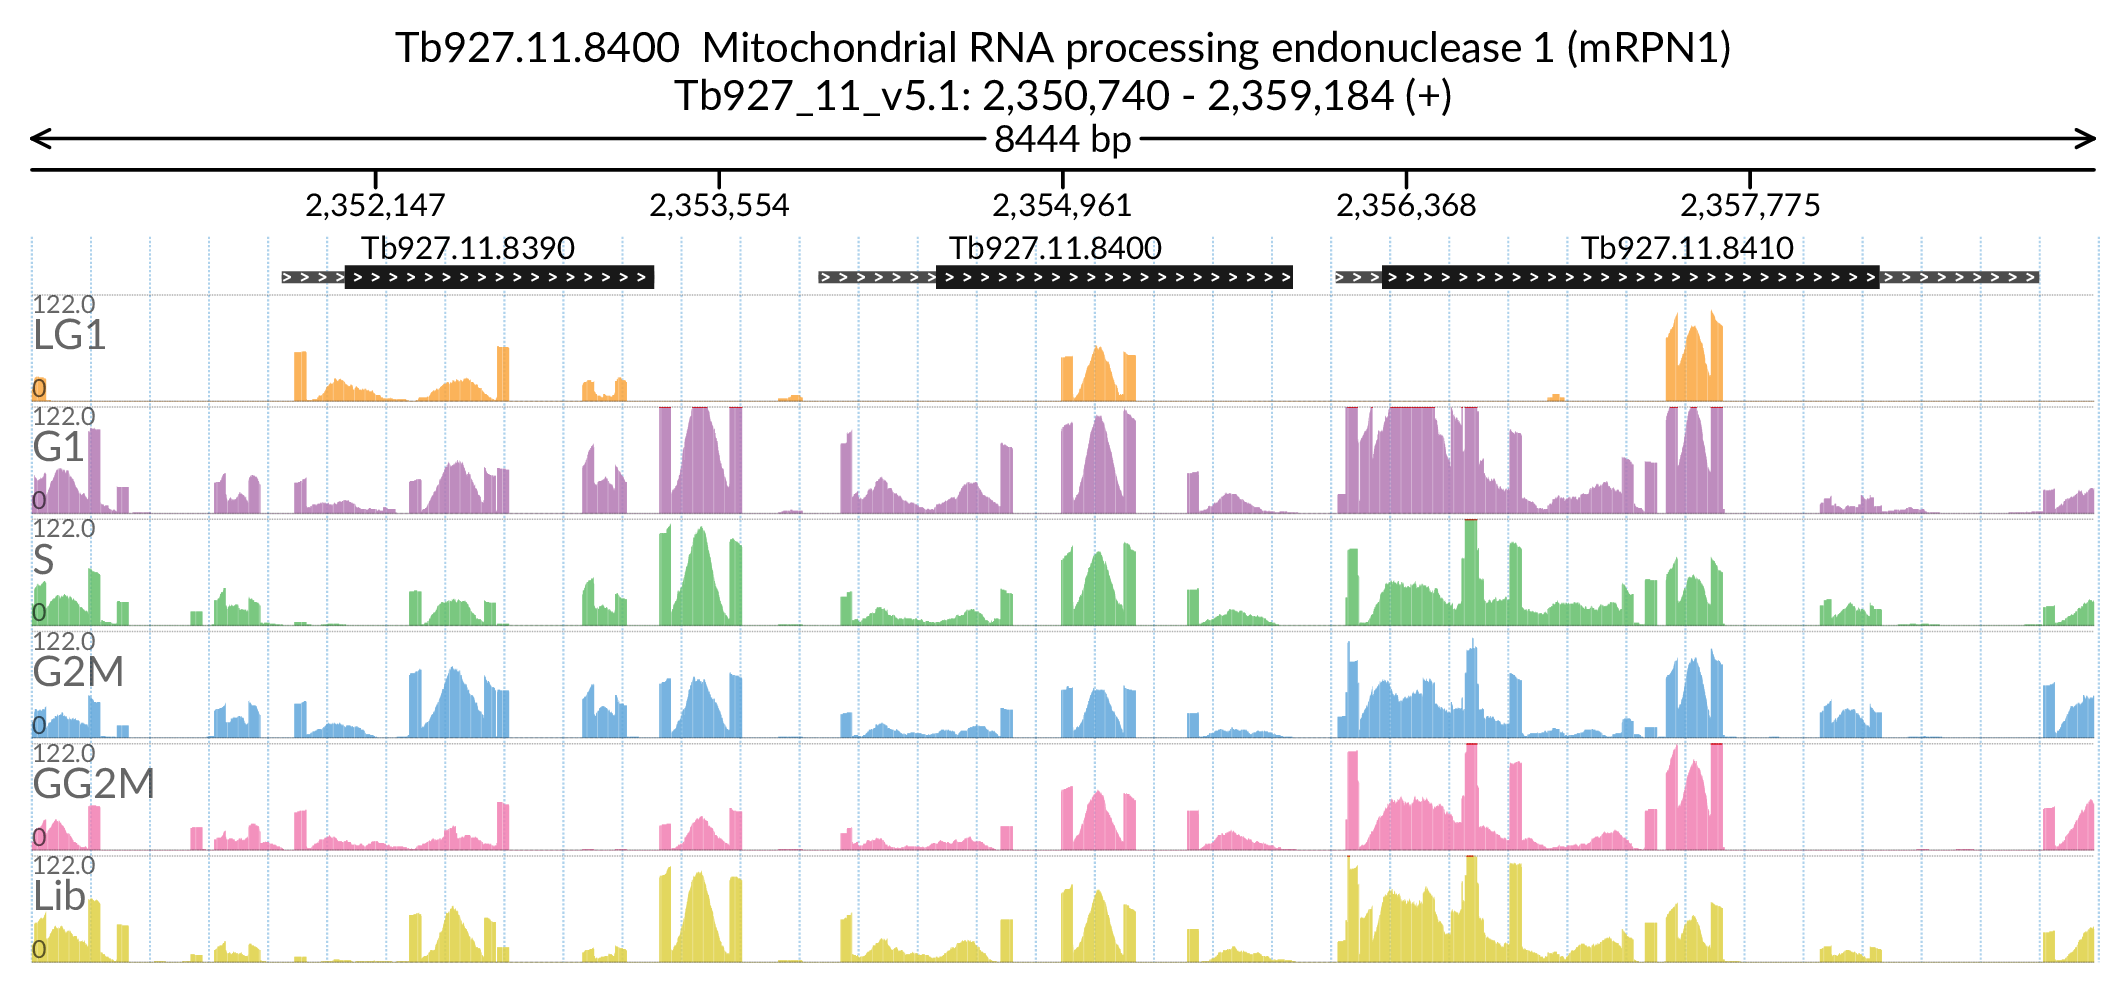 Tb927.11.8400  Mitochondrial RNA processing endonuclease 1 (mRPN1)
Tb927_11_v5.1: 2,350,740 - 2,359,184 (+)
8444 bp
2,352,147 2,353,554 2,354,961 2,356,368 2,357,775
Tb927.11.8390 Tb927.11.8400 Tb927.11.8410
122.0
LG1
0
122.0
G1
0
122.0
S
0
122.0
G2M
0
122.0
GG2M
0
122.0
Lib
0